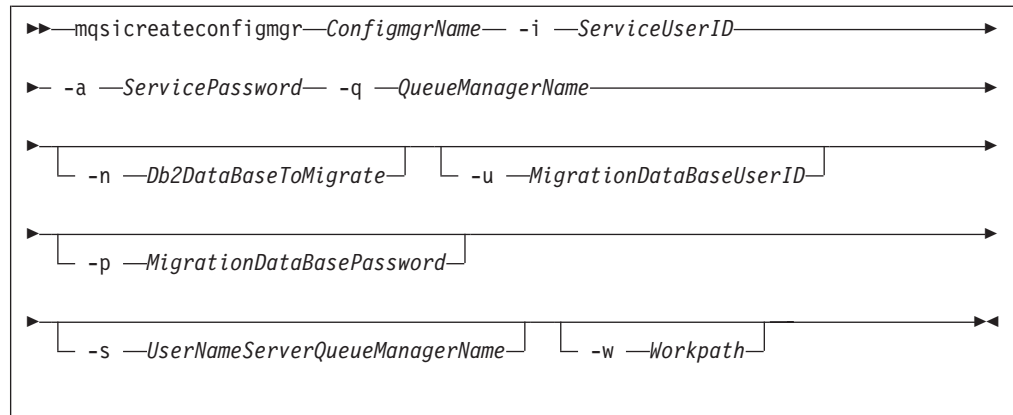 mqsicreateconfigmgr ConfigmgrName -i ServiceUserID
-a ServicePassword -q QueueManagerName
-n Db2DataBaseToMigrate -u MigrationDataBaseUserID
-p MigrationDataBasePassword
-s UserNameServerQueueManagerName -w Workpath